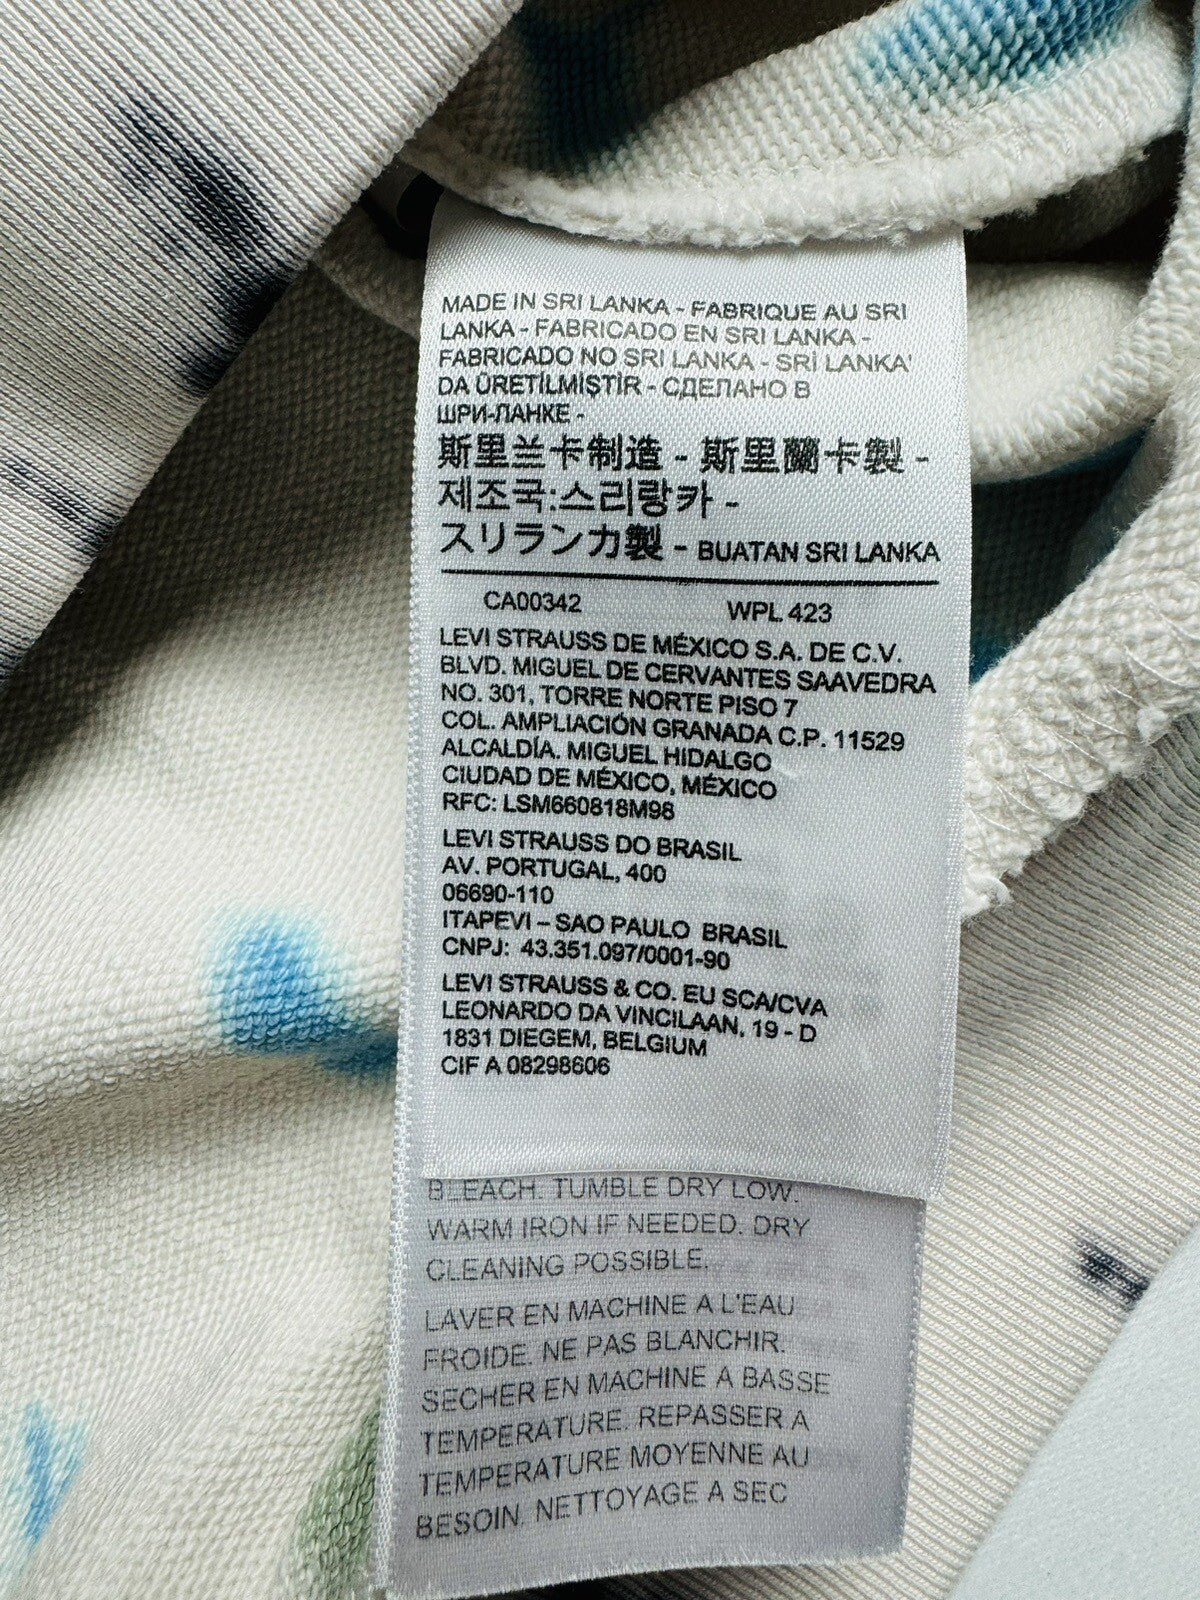 MADE IN SRI LANKA - FABRIQUE AU SRI
LANKA - FABRICADO EN SRI LANKA -
FABRICADO NO SRI LANKA - SRİ LANKA'
DA ÜRETİLMİŞTİR - СДЕЛАНО В
ШРИ-ЛАНКЕ -
斯里兰卡制造 - 斯里蘭卡製 -
제조국:스리랑카 -
スリランカ製 - BUATAN SRI LANKA
CA00342 WPL 423
LEVI STRAUSS DE MÉXICO S.A. DE C.V.
BLVD. MIGUEL DE CERVANTES SAAVEDRA
NO. 301, TORRE NORTE PISO 7
COL. AMPLIACIÓN GRANADA C.P. 11529
ALCALDÍA. MIGUEL HIDALGO
CIUDAD DE MÉXICO, MÉXICO
RFC: LSM660818M98
LEVI STRAUSS DO BRASIL
AV. PORTUGAL, 400
06690-110
ITAPEVI – SAO PAULO BRASIL
CNPJ: 43.351.097/0001-90
LEVI STRAUSS & CO. EU SCA/CVA
LEONARDO DA VINCILAAN, 19 - D
1831 DIEGEM, BELGIUM
CIF A 08298606
BLEACH. TUMBLE DRY LOW.
WARM IRON IF NEEDED. DRY
CLEANING POSSIBLE.
LAVER EN MACHINE A L'EAU
FROIDE. NE PAS BLANCHIR.
SECHER EN MACHINE A BASSE
TEMPERATURE. REPASSER A
TEMPERATURE MOYENNE AU
BESOIN. NETTOYAGE A SEC